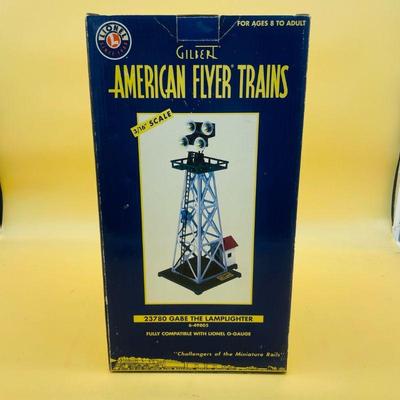 FOR AGES 8 TO ADULT
LIONEL
L
GILBERT
AMERICAN FLYER® TRAINS
3/16" SCALE
23780 GABE THE LAMPLIGHTER
6-49805
FULLY COMPATIBLE WITH LIONEL O-GAUGE
"Challengers of the Miniature Rails"